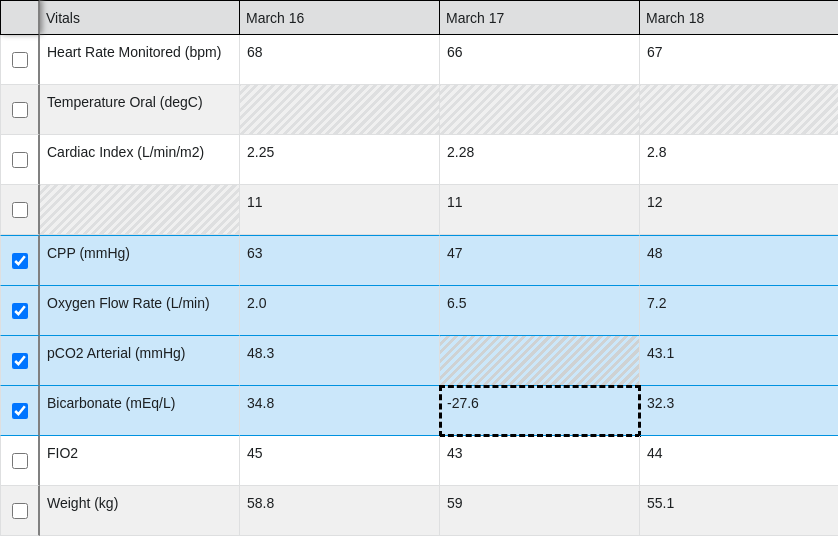 Vitals March 16 March 17 March 18
Heart Rate Monitored (bpm) 68 66 67
Temperature Oral (degC)
Cardiac Index (L/min/m2) 2.25 2.28 2.8
11 11 12
CPP (mmHg) 63 47 48
Oxygen Flow Rate (L/min) 2.0 6.5 7.2
pCO2 Arterial (mmHg) 48.3 43.1
Bicarbonate (mEq/L) 34.8 -27.6 32.3
FIO2 45 43 44
Weight (kg) 58.8 59 55.1